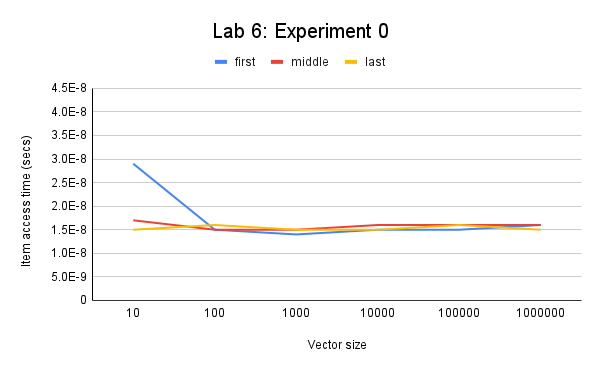 Lab 6: Experiment 0
first middle last
Item access time (secs)
4.5E-8
4.0E-8
3.5E-8
3.0E-8
2.5E-8
2.0E-8
1.5E-8
1.0E-8
5.0E-9
0
10 100 1000 10000 100000 1000000
Vector size